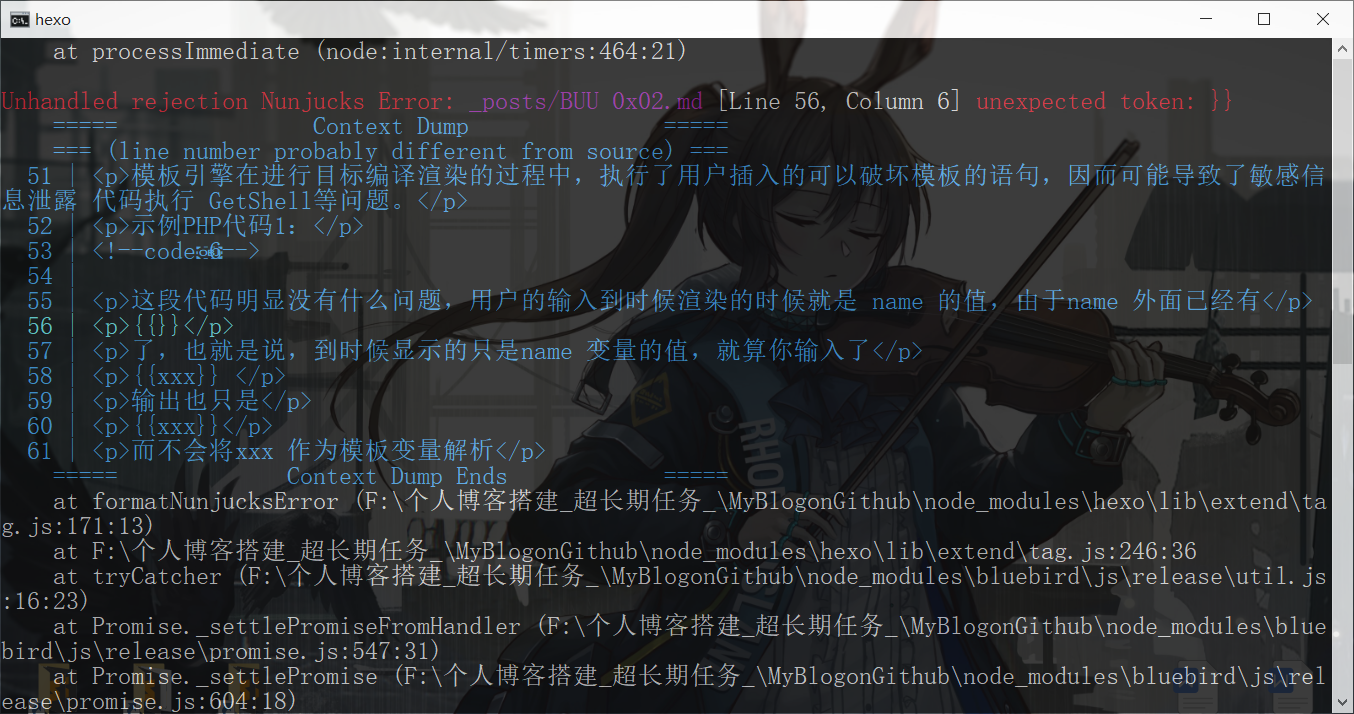 hexo
at processImmediate (node:internal/timers:464:21)
Unhandled rejection Nunjucks Error: _posts/BUU 0x02.md [Line 56, Column 6] unexpected token: }}
===== Context Dump =====
=== (line number probably different from source) ===
51 | <p>模板引擎在进行目标编译渲染的过程中，执行了用户插入的可以破坏模板的语句，因而可能导致了敏感信
息泄露 代码执行 GetShell等问题。</p>
52 | <p>示例PHP代码1：</p>
53 | <!--code￼6-->
54 |
55 | <p>这段代码明显没有什么问题，用户的输入到时候渲染的时候就是 name 的值，由于name 外面已经有</p>
56 | <p>{{}}</p>
57 | <p>了，也就是说，到时候显示的只是name 变量的值，就算你输入了</p>
58 | <p>{{xxx}} </p>
59 | <p>输出也只是</p>
60 | <p>{{xxx}}</p>
61 | <p>而不会将xxx 作为模板变量解析</p>
===== Context Dump Ends =====
at formatNunjucksError (F:\个人博客搭建_超长期任务_\MyBlogonGithub\node_modules\hexo\lib\extend\ta
g.js:171:13)
at F:\个人博客搭建_超长期任务_\MyBlogonGithub\node_modules\hexo\lib\extend\tag.js:246:36
at tryCatcher (F:\个人博客搭建_超长期任务_\MyBlogonGithub\node_modules\bluebird\js\release\util.js
:16:23)
at Promise._settlePromiseFromHandler (F:\个人博客搭建_超长期任务_\MyBlogonGithub\node_modules\blue
bird\js\release\promise.js:547:31)
at Promise._settlePromise (F:\个人博客搭建_超长期任务_\MyBlogonGithub\node_modules\bluebird\js\rel
ease\promise.js:604:18)